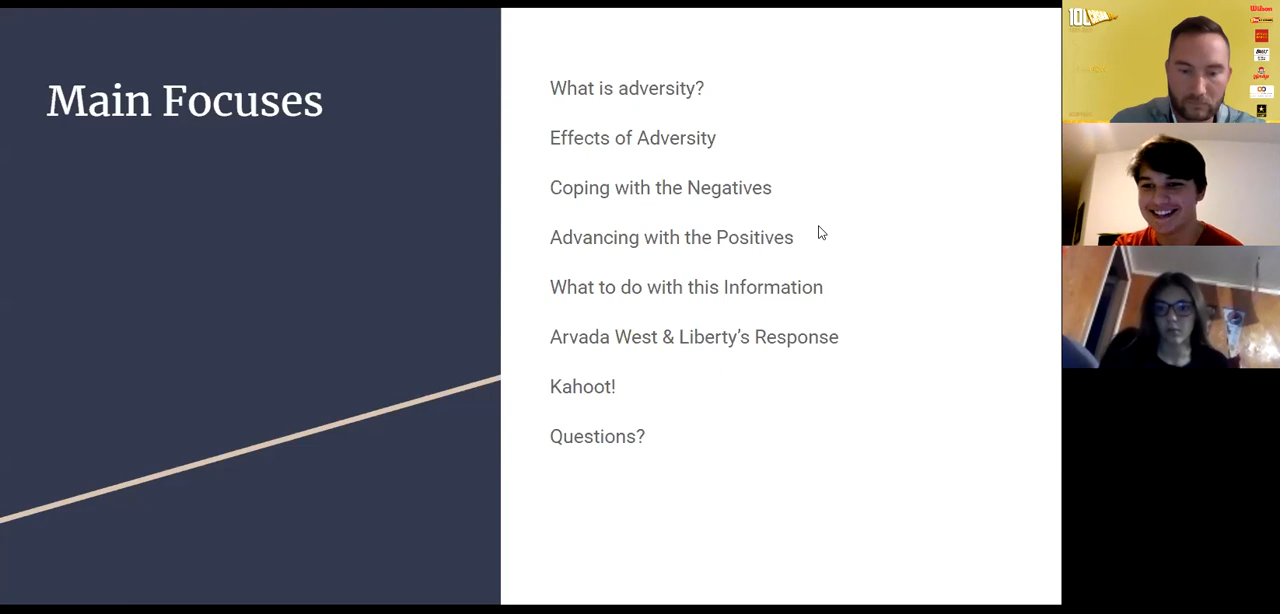 Main Focuses
What is adversity?
Effects of Adversity
Coping with the Negatives
Advancing with the Positives
What to do with this Information
Arvada West & Liberty's Response
Kahoot!
Questions?
Wilson